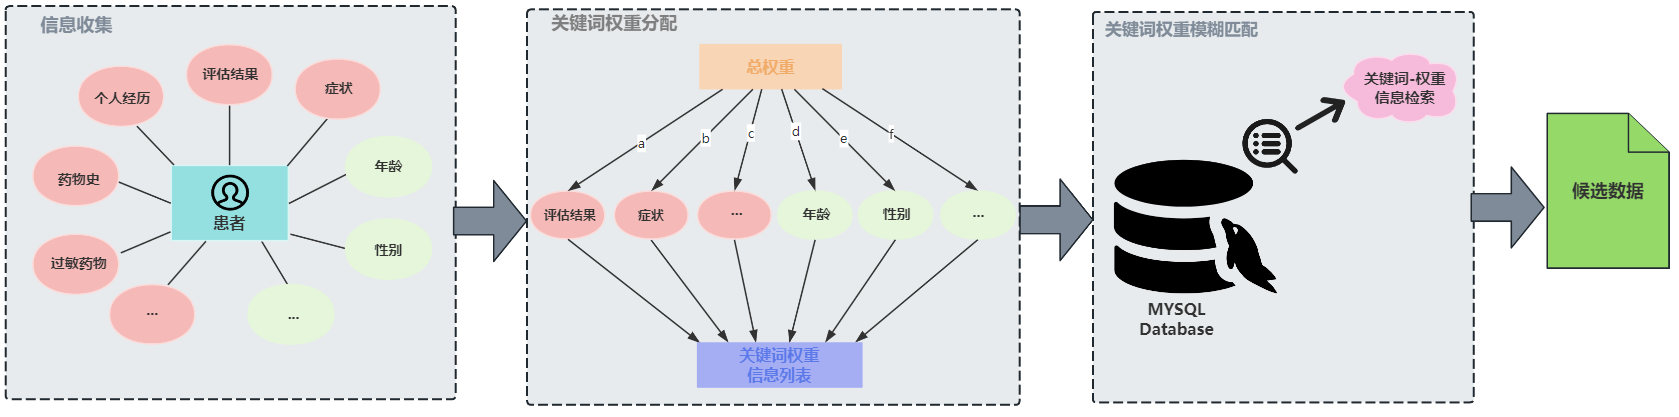 信息收集
个人经历
评估结果
症状
药物史
年龄
患者
过敏药物
性别
...
...
关键词权重分配
总权重
a
b
c
d
e
f
评估结果
症状
...
年龄
性别
...
关键词权重
信息列表
关键词权重模糊匹配
关键词-权重
信息检索
MYSQL
Database
候选数据